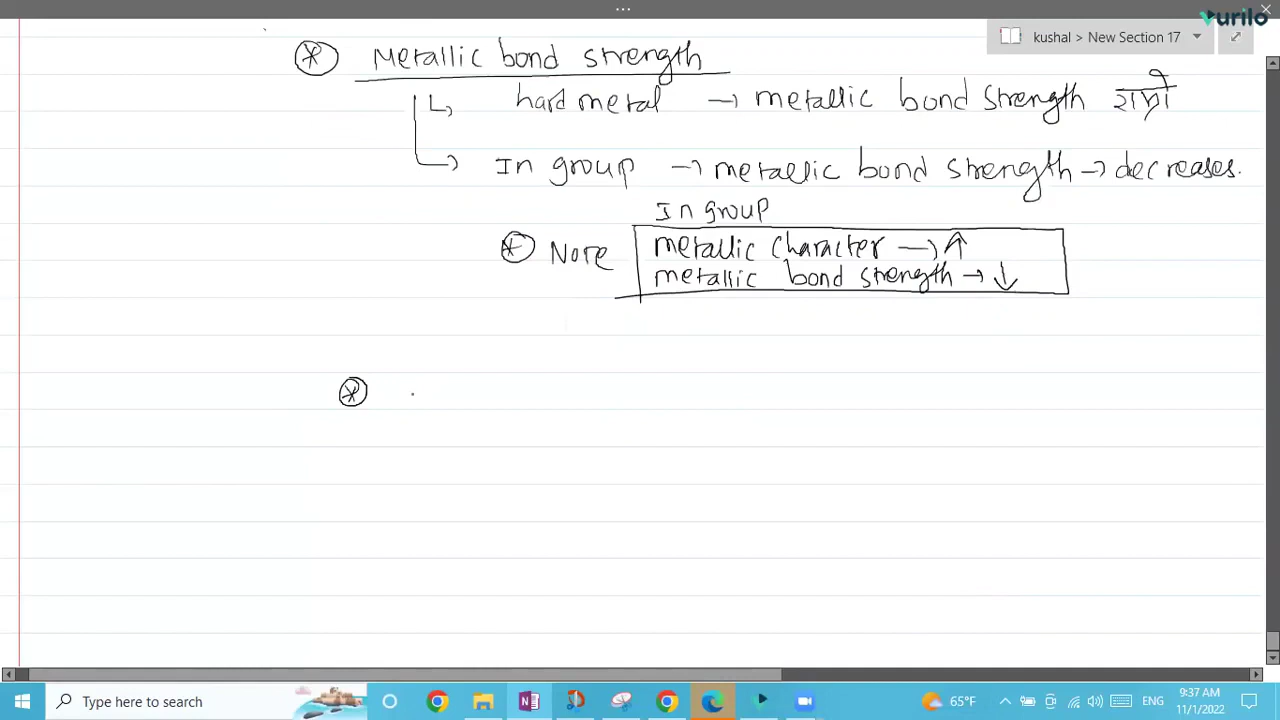 ...
vurilo
kushal > New Section 17
* Metallic bond strength
hard metal → metallic bond strength राम्रो
In group → metallic bond strength → decreases.
In group
* Note metallic character → ↑
metallic bond strength → ↓
*
Type here to search
65°F
ENG
9:37 AM
11/1/2022